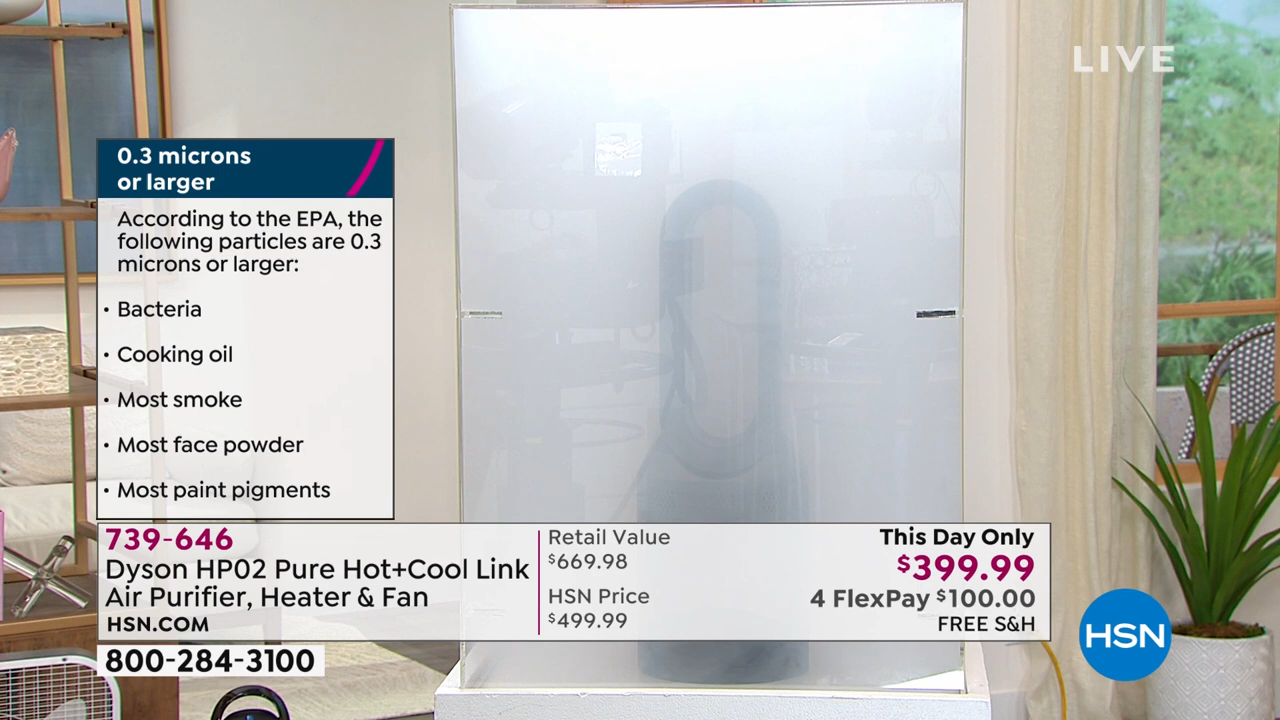 LIVE
0.3 microns
or larger
According to the EPA, the
following particles are 0.3
microns or larger:
• Bacteria
• Cooking oil
• Most smoke
• Most face powder
• Most paint pigments
739-646
Dyson HP02 Pure Hot+Cool Link
Air Purifier, Heater & Fan
HSN.COM
Retail Value
$669.98
HSN Price
$499.99
This Day Only
$399.99
4 FlexPay $100.00
FREE S&H
800-284-3100
HSN